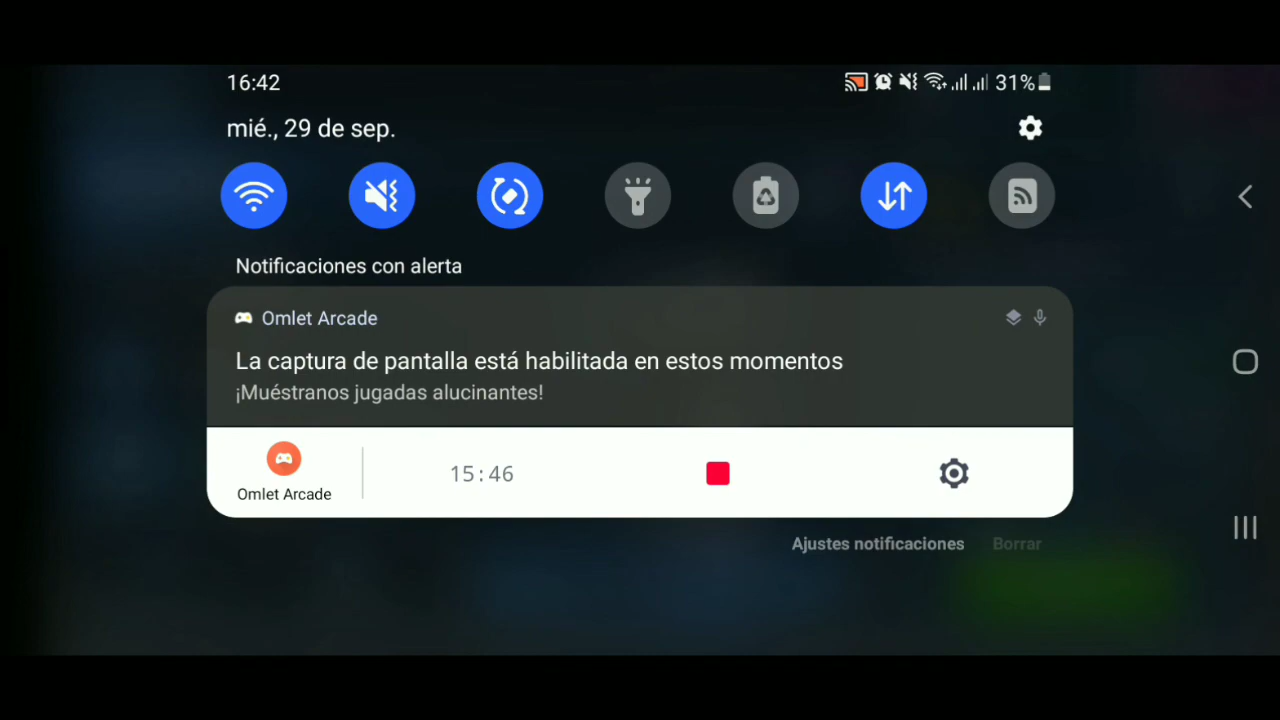 16:42
31%
mié., 29 de sep.
Notificaciones con alerta
Omlet Arcade
La captura de pantalla está habilitada en estos momentos
¡Muéstranos jugadas alucinantes!
15:46
Omlet Arcade
Ajustes notificaciones
Borrar